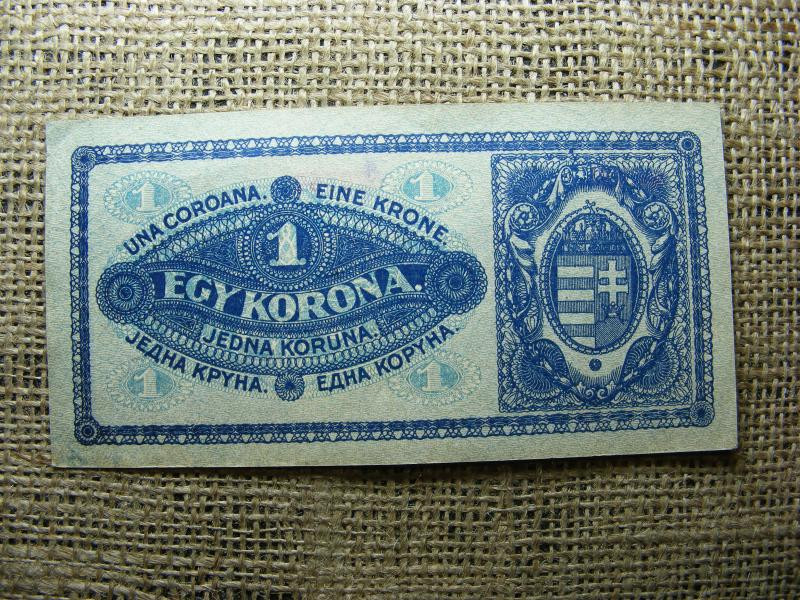 1
1
UNA COROANA.
EINE KRONE.
1
EGY KORONA.
JEDNA KORUNA.
ЈЕДНА КРУНА.
ЕДНА КОРУНА.
1
1